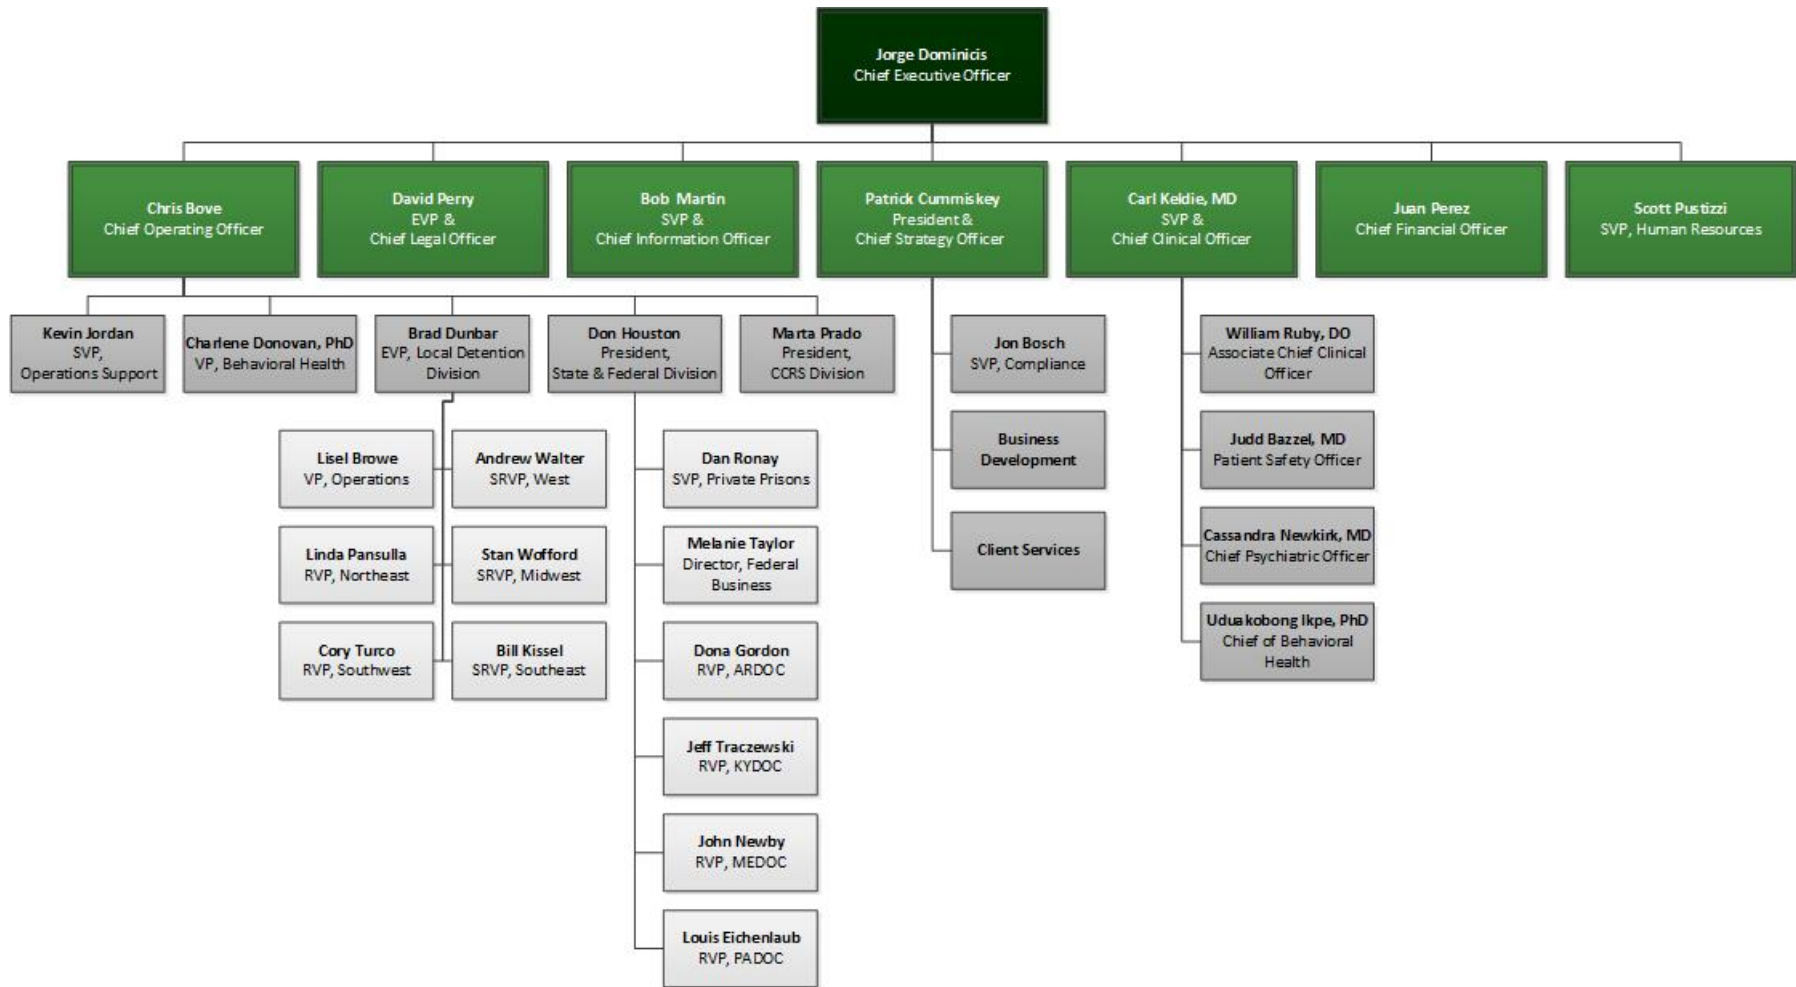 Jorge Dominicis
Chief Executive Officer
Chris Bove
Chief Operating Officer
David Perry
EVP &
Chief Legal Officer
Bob Martin
SVP &
Chief Information Officer
Patrick Cummiskey
President &
Chief Strategy Officer
Carl Keldie, MD
SVP &
Chief Clinical Officer
Juan Perez
Chief Financial Officer
Scott Pustizzi
SVP, Human Resources
Kevin Jordan
SVP,
Operations Support
Charlene Donovan, PhD
VP, Behavioral Health
Brad Dunbar
EVP, Local Detention
Division
Don Houston
President,
State & Federal Division
Marta Prado
President,
CCRS Division
Jon Bosch
SVP, Compliance
William Ruby, DO
Associate Chief Clinical
Officer
Lisel Browe
VP, Operations
Andrew Walter
SRVP, West
Dan Ronay
SVP, Private Prisons
Business
Development
Judd Bazzel, MD
Patient Safety Officer
Linda Pansulla
RVP, Northeast
Stan Wofford
SRVP, Midwest
Melanie Taylor
Director, Federal
Business
Client Services
Cassandra Newkirk, MD
Chief Psychiatric Officer
Cory Turco
RVP, Southwest
Bill Kissel
SRVP, Southeast
Dona Gordon
RVP, ARDOC
Uduakobong Ikpe, PhD
Chief of Behavioral
Health
Jeff Traczewski
RVP, KYDOC
John Newby
RVP, MEDOC
Louis Eichenlaub
RVP, PADOC